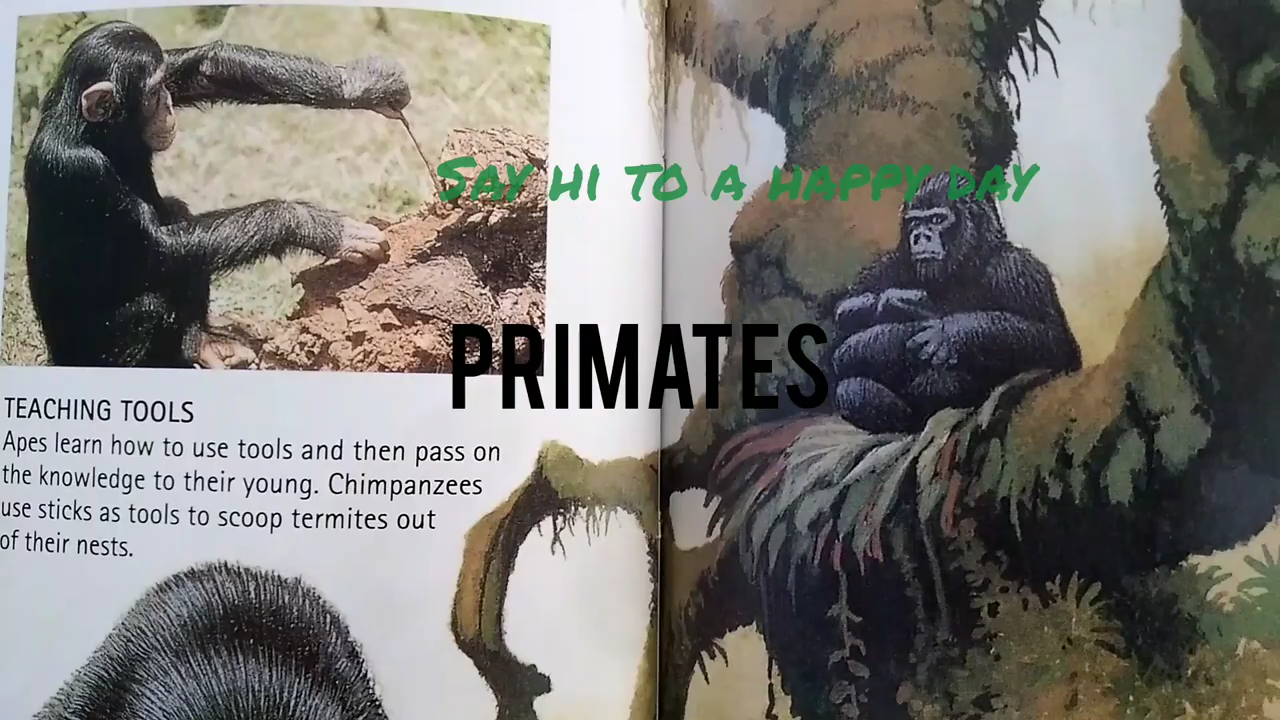 Say hi to a happy day
PRIMATES
TEACHING TOOLS
Apes learn how to use tools and then pass on
the knowledge to their young. Chimpanzees
use sticks as tools to scoop termites out
of their nests.